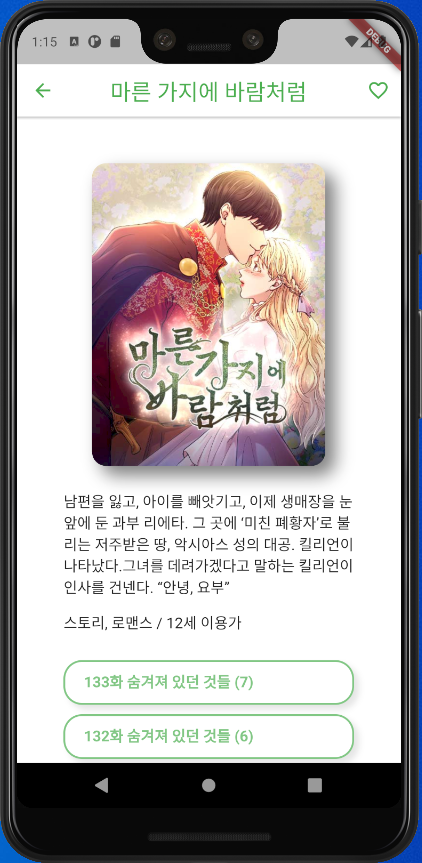 1:15
DEBUG
마른 가지에 바람처럼
마른가지에
바람처럼
남편을 잃고, 아이를 빼앗기고, 이제 생매장을 눈
앞에 둔 과부 리에타. 그 곳에 ‘미친 폐황자’로 불
리는 저주받은 땅, 악시아스 성의 대공. 킬리언이
나타났다.그녀를 데려가겠다고 말하는 킬리언이
인사를 건넨다. “안녕, 요부”
스토리, 로맨스 / 12세 이용가
133화 숨겨져 있던 것들 (7)
132화 숨겨져 있던 것들 (6)